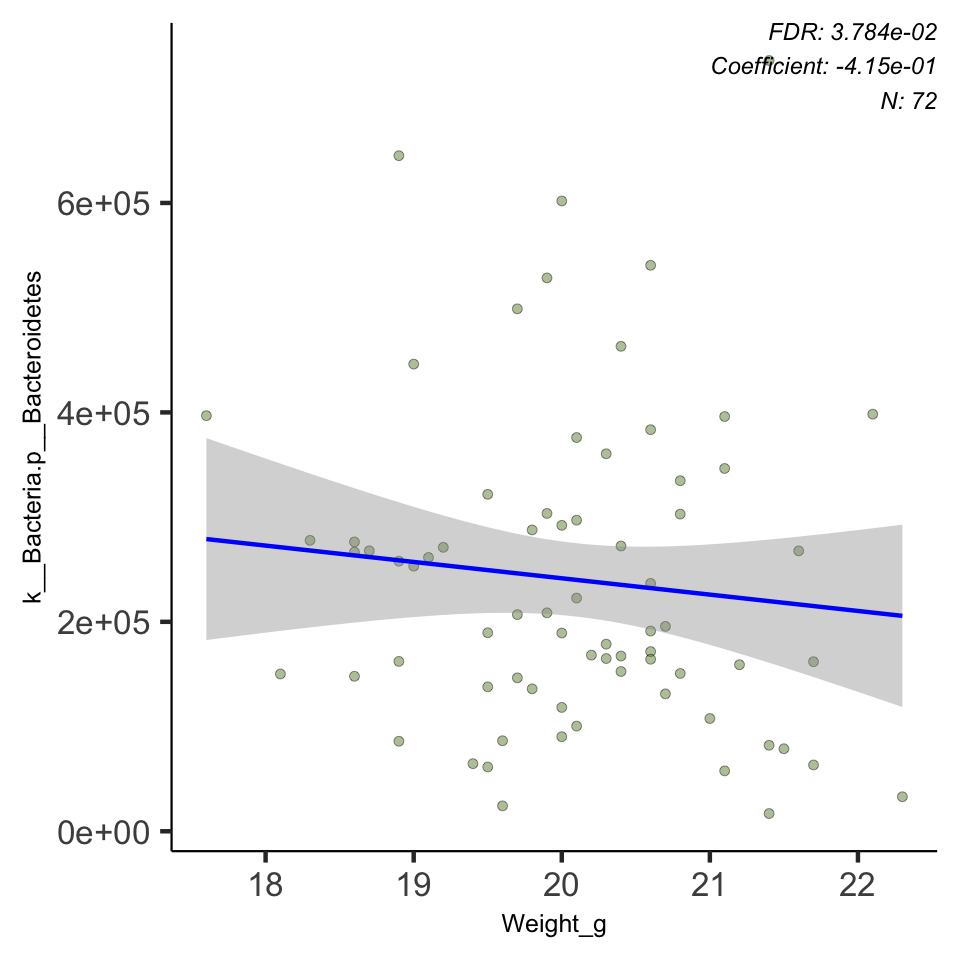 FDR: 3.784e-02
Coefficient: -4.15e-01
N: 72
k__Bacteria.p__Bacteroidetes
6e+05
4e+05
2e+05
0e+00
18 19 20 21 22
Weight_g